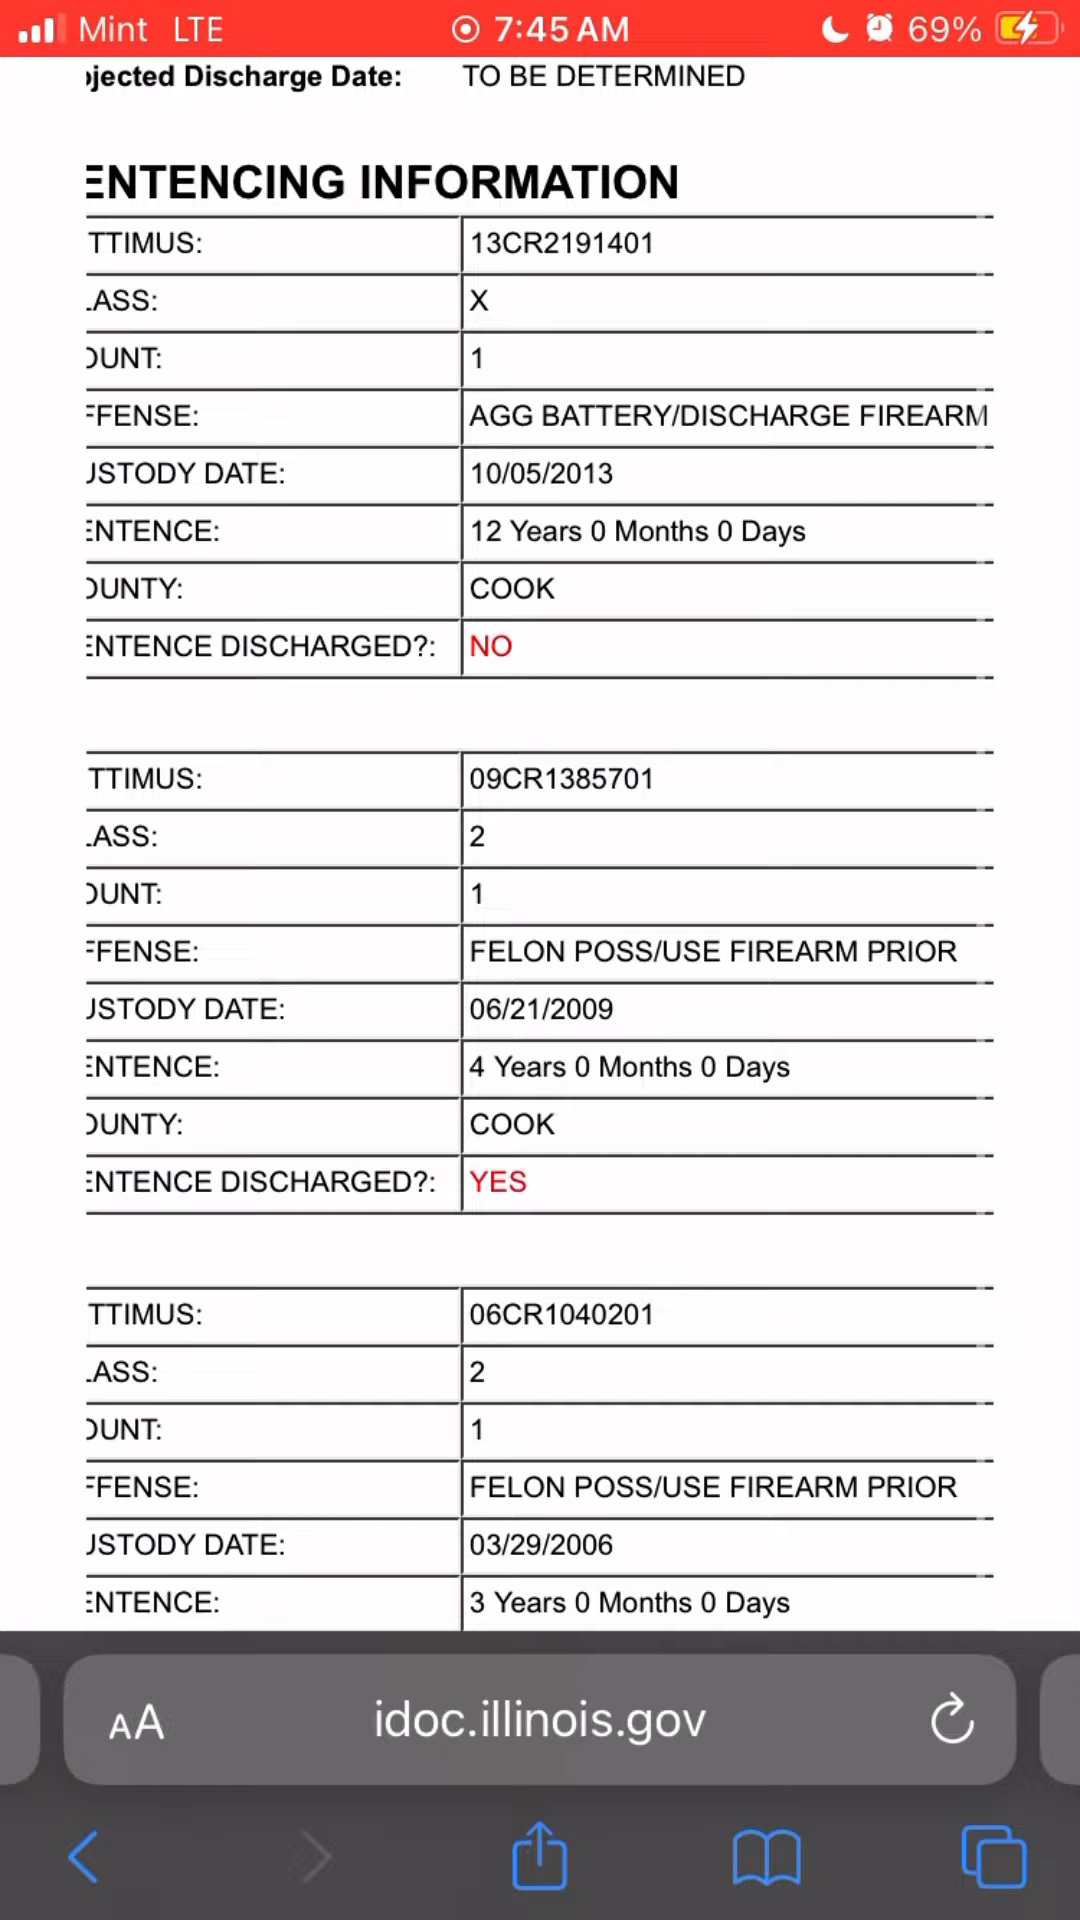 Mint LTE 7:45 AM 69%
jected Discharge Date: TO BE DETERMINED
ENTENCING INFORMATION
TTIMUS: 13CR2191401
LASS: X
OUNT: 1
FFENSE: AGG BATTERY/DISCHARGE FIREARM
USTODY DATE: 10/05/2013
ENTENCE: 12 Years 0 Months 0 Days
OUNTY: COOK
ENTENCE DISCHARGED?: NO
TTIMUS: 09CR1385701
LASS: 2
OUNT: 1
FFENSE: FELON POSS/USE FIREARM PRIOR
USTODY DATE: 06/21/2009
ENTENCE: 4 Years 0 Months 0 Days
OUNTY: COOK
ENTENCE DISCHARGED?: YES
TTIMUS: 06CR1040201
LASS: 2
OUNT: 1
FFENSE: FELON POSS/USE FIREARM PRIOR
USTODY DATE: 03/29/2006
ENTENCE: 3 Years 0 Months 0 Days
AA idoc.illinois.gov